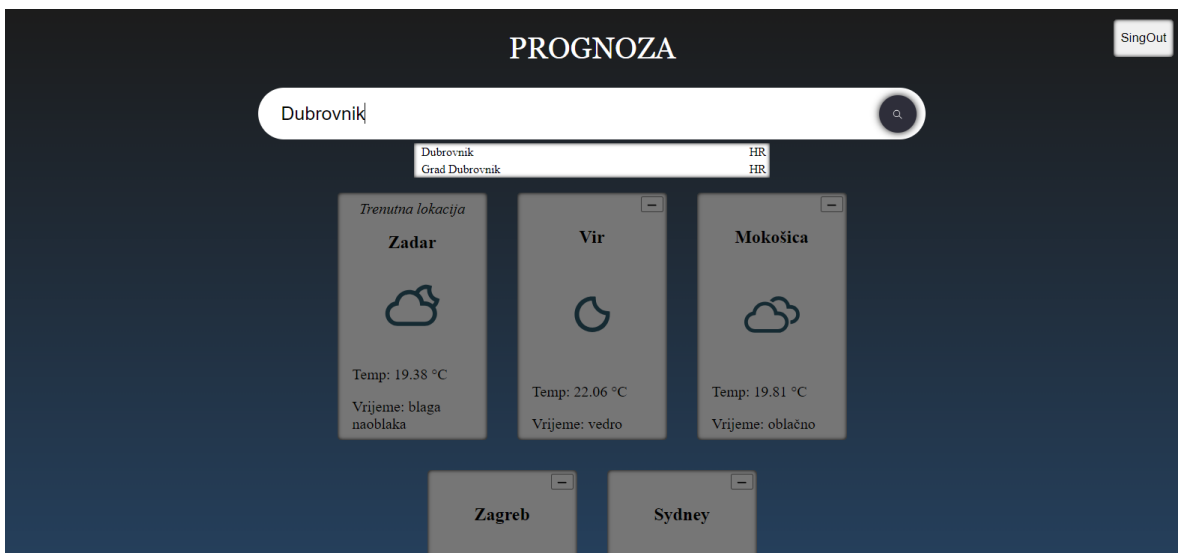 PROGNOZA
SingOut
Dubrovnik
Dubrovnik HR
Grad Dubrovnik HR
Trenutna lokacija
Zadar
Temp: 19.38 °C
Vrijeme: blaga
naoblaka
Vir
Temp: 22.06 °C
Vrijeme: vedro
Mokošica
Temp: 19.81 °C
Vrijeme: oblačno
Zagreb
Sydney